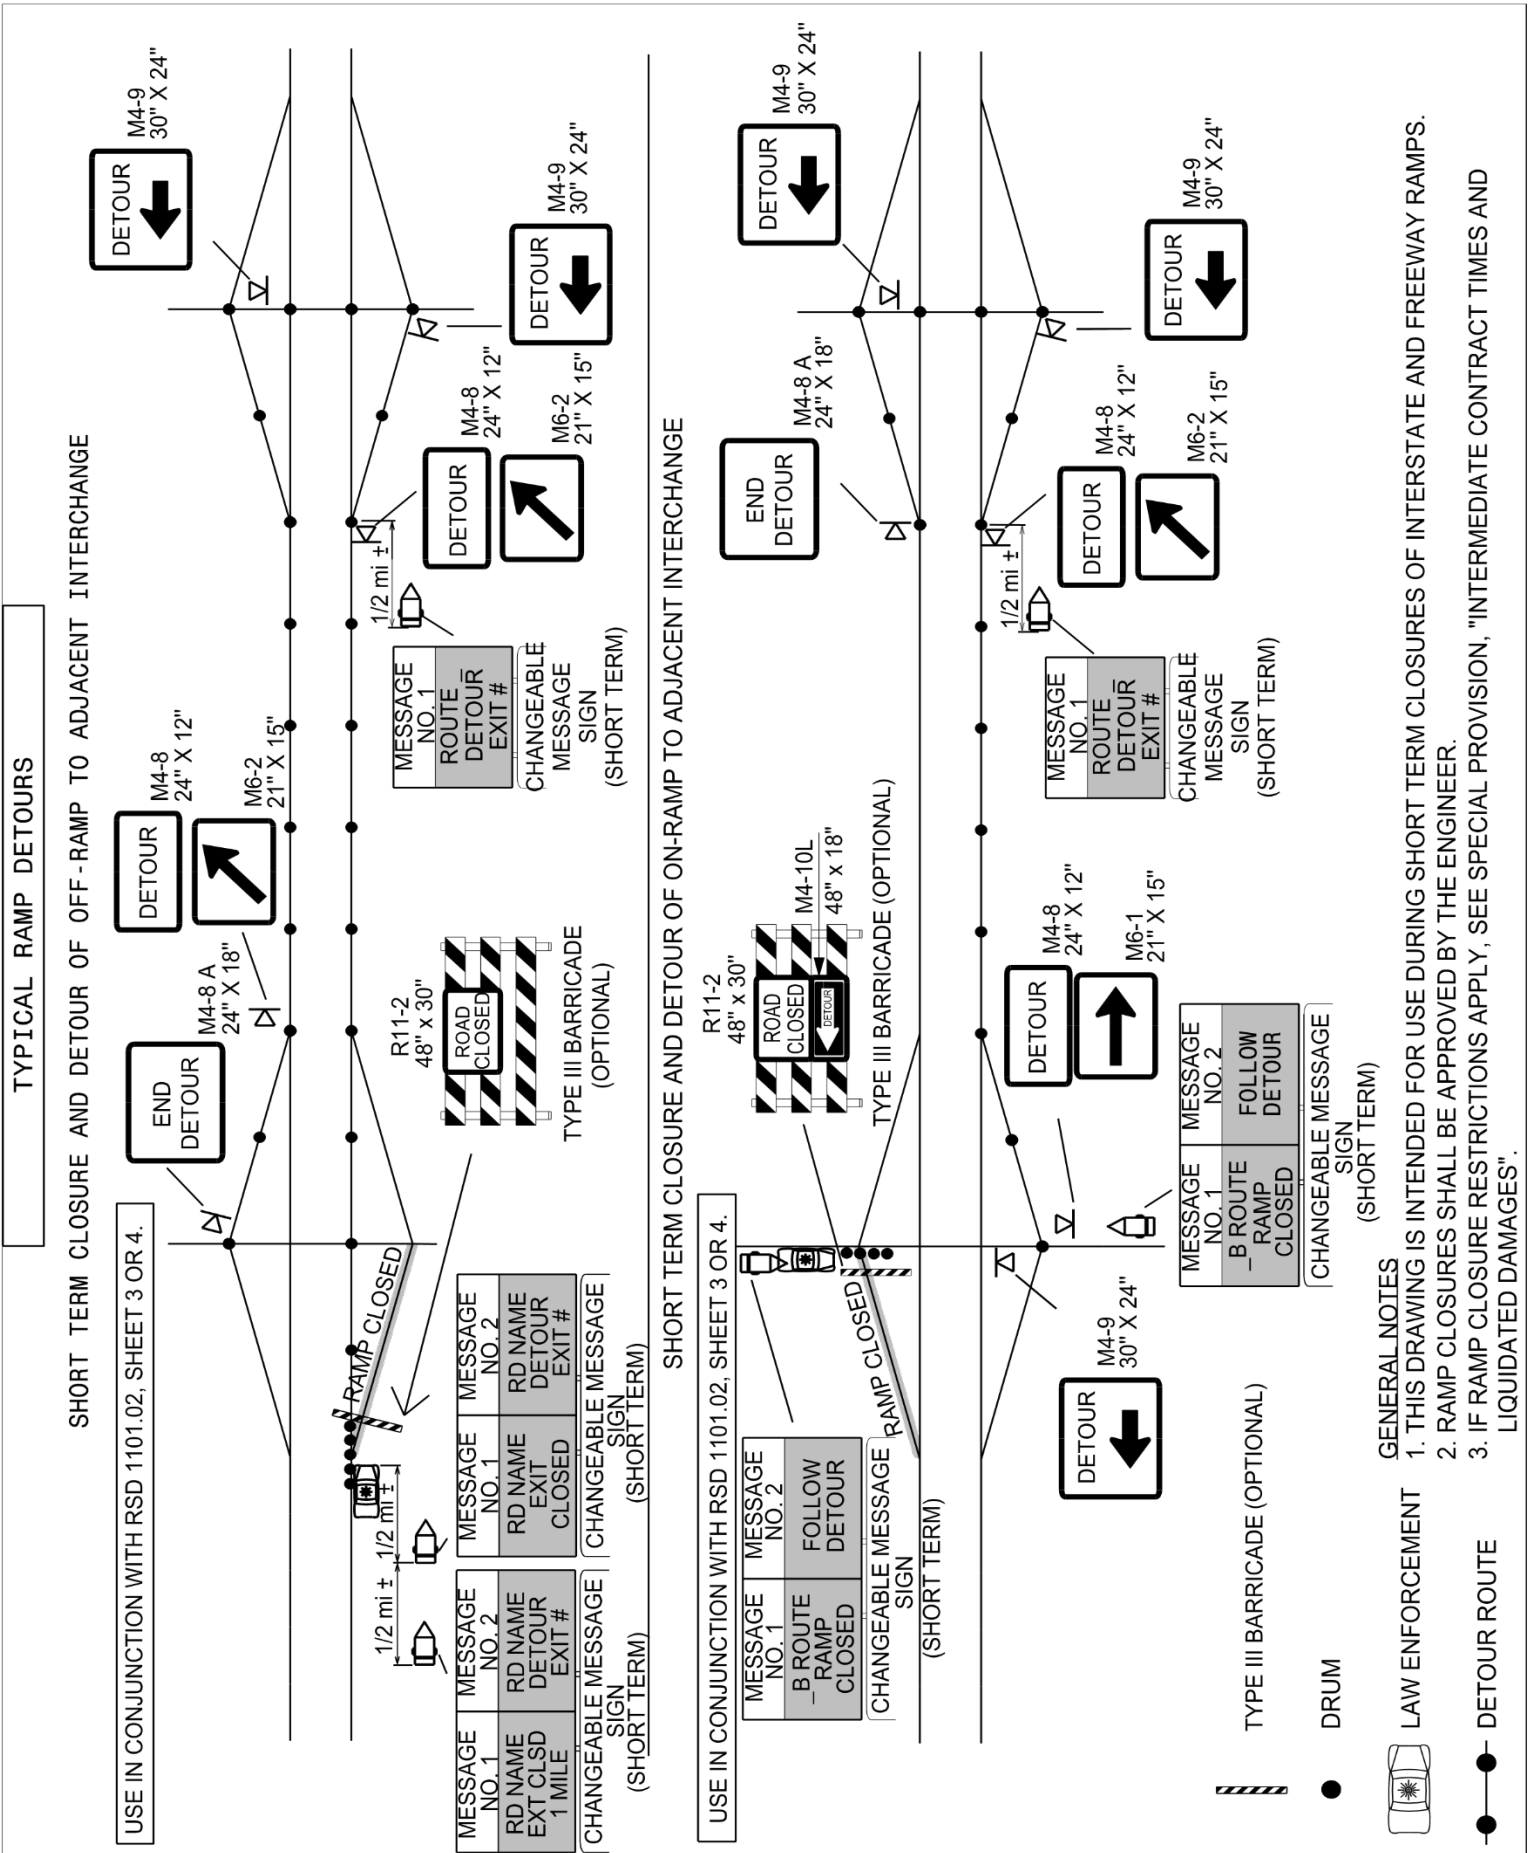 TYPICAL RAMP DETOURS
SHORT TERM CLOSURE AND DETOUR OF OFF-RAMP TO ADJACENT INTERCHANGE
USE IN CONJUNCTION WITH RSD 1101.02, SHEET 3 OR 4.
END
DETOUR
M4-8 A
24" X 18"
DETOUR
M4-8
24" X 12"
M6-2
21" X 15"
DETOUR
M4-9
30" X 24"
RAMP CLOSED
1/2 mi ±
1/2 mi ±
R11-2
48" x 30"
ROAD
CLOSED
TYPE III BARRICADE
(OPTIONAL)
1/2 mi ±
MESSAGE
NO. 1
ROUTE
DETOUR
EXIT #_
CHANGEABLE
MESSAGE
SIGN
(SHORT TERM)
DETOUR
M4-8
24" X 12"
M6-2
21" X 15"
DETOUR
M4-9
30" X 24"
MESSAGE
NO. 1
RD NAME
EXT CLSD
1 MILE
MESSAGE
NO. 2
RD NAME
DETOUR
EXIT #
CHANGEABLE MESSAGE
SIGN
(SHORT TERM)
MESSAGE
NO. 1
RD NAME
EXIT
CLOSED
MESSAGE
NO. 2
RD NAME
DETOUR
EXIT #
CHANGEABLE MESSAGE
SIGN
(SHORT TERM)
SHORT TERM CLOSURE AND DETOUR OF ON-RAMP TO ADJACENT INTERCHANGE
USE IN CONJUNCTION WITH RSD 1101.02, SHEET 3 OR 4.
MESSAGE
NO. 1
_B ROUTE
RAMP
CLOSED
MESSAGE
NO. 2
FOLLOW
DETOUR
CHANGEABLE MESSAGE
SIGN
(SHORT TERM)
RAMP CLOSED
R11-2
48" x 30"
ROAD
CLOSED
DETOUR
M4-10L
48" x 18"
TYPE III BARRICADE (OPTIONAL)
END
DETOUR
M4-8 A
24" X 18"
DETOUR
M4-9
30" X 24"
1/2 mi ±
MESSAGE
NO. 1
ROUTE
DETOUR
EXIT #_
CHANGEABLE
MESSAGE
SIGN
(SHORT TERM)
DETOUR
M4-8
24" X 12"
M6-2
21" X 15"
DETOUR
M4-9
30" X 24"
DETOUR
M4-9
30" X 24"
DETOUR
M4-8
24" X 12"
M6-1
21" X 15"
MESSAGE
NO. 1
_B ROUTE
RAMP
CLOSED
MESSAGE
NO. 2
FOLLOW
DETOUR
CHANGEABLE MESSAGE
SIGN
(SHORT TERM)
TYPE III BARRICADE (OPTIONAL)
DRUM
LAW ENFORCEMENT
DETOUR ROUTE
GENERAL NOTES
1. THIS DRAWING IS INTENDED FOR USE DURING SHORT TERM CLOSURES OF INTERSTATE AND FREEWAY RAMPS.
2. RAMP CLOSURES SHALL BE APPROVED BY THE ENGINEER.
3. IF RAMP CLOSURE RESTRICTIONS APPLY, SEE SPECIAL PROVISION, "INTERMEDIATE CONTRACT TIMES AND
LIQUIDATED DAMAGES".